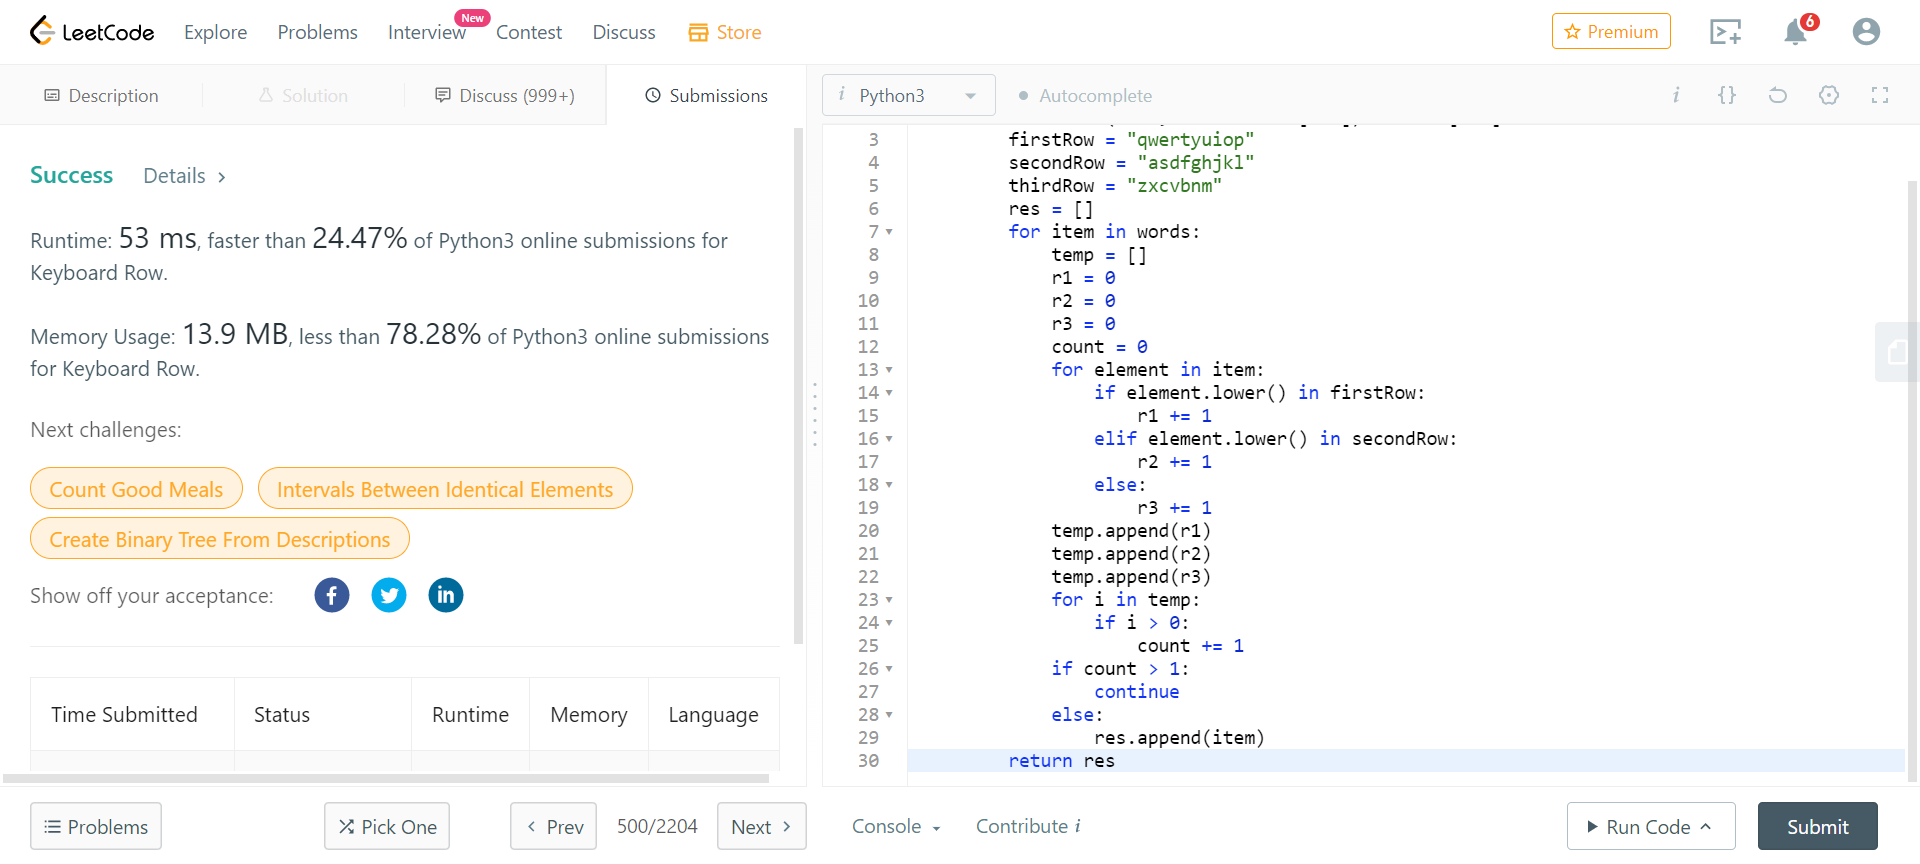 LeetCode Explore Problems Interview New Contest Discuss Store Premium 6
Description Solution Discuss (999+) Submissions
i Python3 Autocomplete i {}
Success Details >
Runtime: 53 ms, faster than 24.47% of Python3 online submissions for
Keyboard Row.
Memory Usage: 13.9 MB, less than 78.28% of Python3 online submissions
for Keyboard Row.
Next challenges:
Count Good Meals Intervals Between Identical Elements
Create Binary Tree From Descriptions
Show off your acceptance: f in
Time Submitted Status Runtime Memory Language
3 firstRow = "qwertyuiop"
4 secondRow = "asdfghjkl"
5 thirdRow = "zxcvbnm"
6 res = []
7 for item in words:
8 temp = []
9 r1 = 0
10 r2 = 0
11 r3 = 0
12 count = 0
13 for element in item:
14 if element.lower() in firstRow:
15 r1 += 1
16 elif element.lower() in secondRow:
17 r2 += 1
18 else:
19 r3 += 1
20 temp.append(r1)
21 temp.append(r2)
22 temp.append(r3)
23 for i in temp:
24 if i > 0:
25 count += 1
26 if count > 1:
27 continue
28 else:
29 res.append(item)
30 return res
Problems Pick One < Prev 500/2204 Next > Console Contribute i Run Code Submit